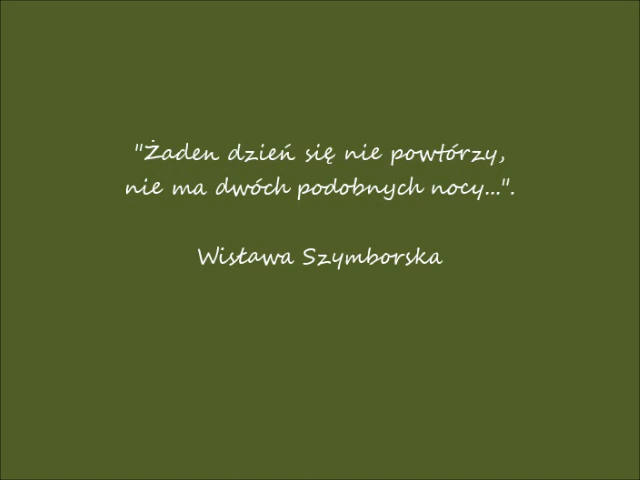 "Żaden dzień się nie powtórzy,
nie ma dwóch podobnych nocy...".
Wisława Szymborska